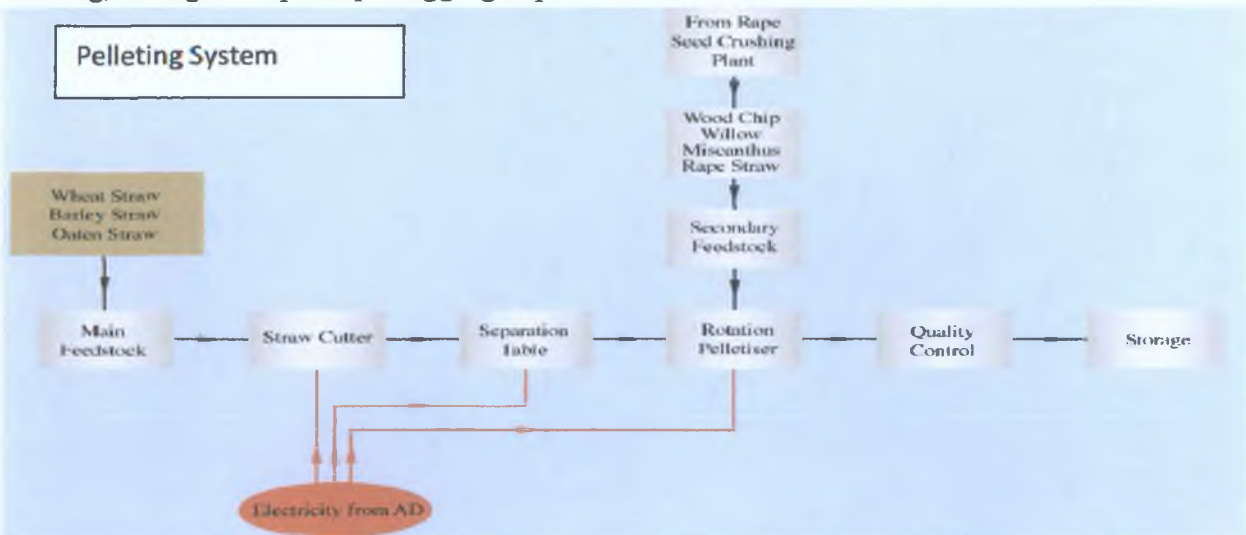 Pelleting System
From Rape
Seed Crushing
Plant
Wood Chip
Willow
Miscanthus
Rape Straw
Wheat Straw
Barley Straw
Oaten Straw
Secondary
Feedstock
Main
Feedstock
Straw Cutter
Separation
Table
Rotation
Pelletiser
Quality
Control
Storage
Electricity from AD